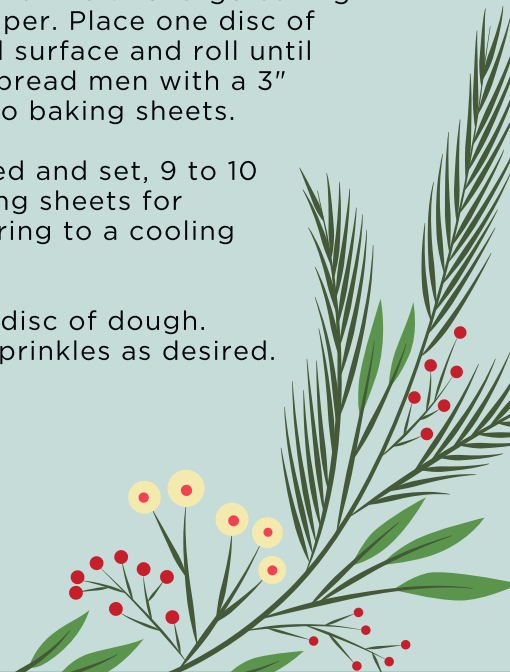 per. Place one disc of
surface and roll until
bread men with a 3"
o baking sheets.
ed and set, 9 to 10
ng sheets for
ring to a cooling
disc of dough.
prinkles as desired.